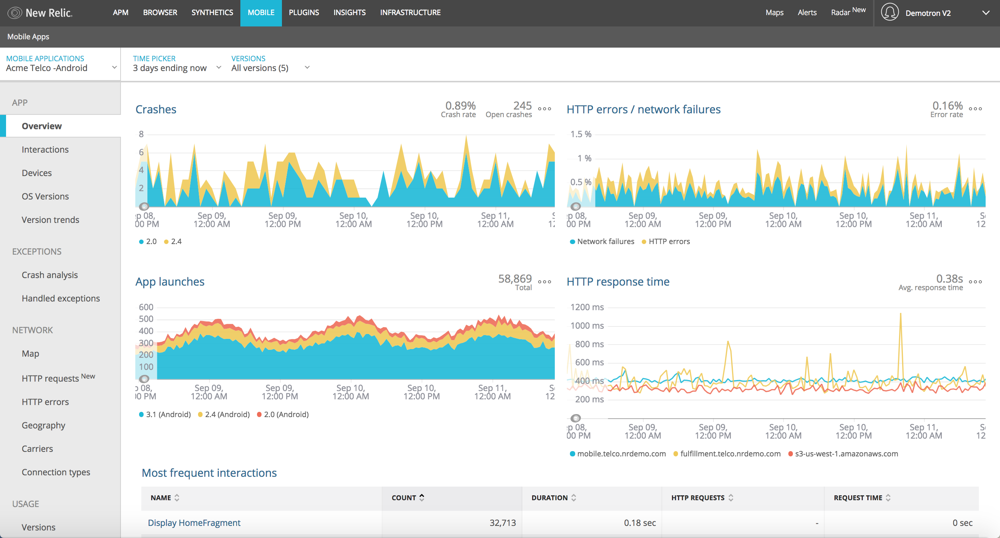 New Relic.
APM BROWSER SYNTHETICS MOBILE PLUGINS INSIGHTS INFRASTRUCTURE
Maps Alerts Radar New
Demotron V2
Mobile Apps
MOBILE APPLICATIONS
Acme Telco -Android
TIME PICKER
3 days ending now
VERSIONS
All versions (5)
APP
Overview
Interactions
Devices
OS Versions
Version trends
EXCEPTIONS
Crash analysis
Handled exceptions
NETWORK
Map
HTTP requests New
HTTP errors
Geography
Carriers
Connection types
USAGE
Versions
Crashes
0.89%
Crash rate
245
Open crashes
8
6
4
2
p 08,
00 PM
Sep 09,
12:00 AM
Sep 09,
12:00 PM
Sep 10,
12:00 AM
Sep 10,
12:00 PM
Sep 11,
12:00 AM
2.0 2.4
HTTP errors / network failures
0.16%
Error rate
1.5 %
1 %
0.5 %
p 08,
00 PM
Sep 09,
12:00 AM
Sep 09,
12:00 PM
Sep 10,
12:00 AM
Sep 10,
12:00 PM
Sep 11,
12:00 AM
S
12
Network failures HTTP errors
App launches
58,869
Total
600
500
400
300
200
100
08,
00 PM
Sep 09,
12:00 AM
Sep 09,
12:00 PM
Sep 10,
12:00 AM
Sep 10,
12:00 PM
Sep 11,
12:00 AM
S
12
3.1 (Android) 2.4 (Android) 2.0 (Android)
HTTP response time
0.38s
Avg. response time
1200 ms
1000 ms
800 ms
600 ms
400 ms
200 ms
p 08,
00 PM
Sep 09,
12:00 AM
Sep 09,
12:00 PM
Sep 10,
12:00 AM
Sep 10,
12:00 PM
Sep 11,
12:00 AM
S
12
mobile.telco.nrdemo.com fulfillment.telco.nrdemo.com s3-us-west-1.amazonaws.com
Most frequent interactions
NAME COUNT DURATION HTTP REQUESTS REQUEST TIME
Display HomeFragment 32,713 0.18 sec - 0 sec